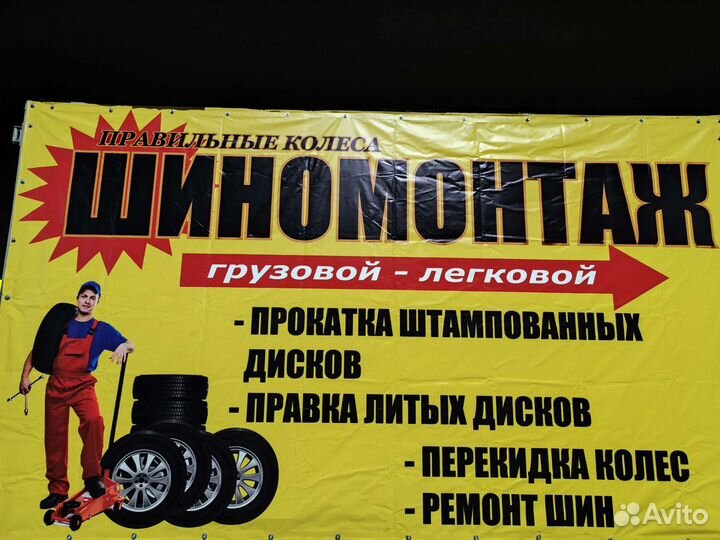 ПРАВИЛЬНЫЕ КОЛЕСА
ШИНОМОНТАЖ
грузовой - легковой
- ПРОКАТКА ШТАМПОВАННЫХ
ДИСКОВ
- ПРАВКА ЛИТЫХ ДИСКОВ
- ПЕРЕКИДКА КОЛЕС
- РЕМОНТ ШИН
Avito